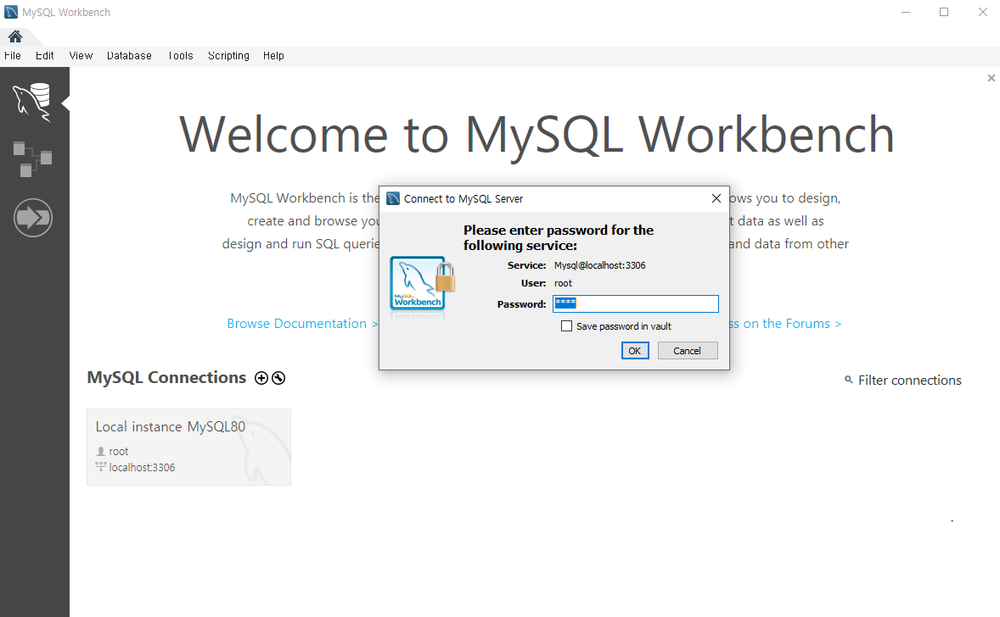 MySQL Workbench
File Edit View Database Tools Scripting Help
Welcome to MySQL Workbench
MySQL Workbench is the
ows you to design,
create and browse you
t data as well as
design and run SQL querie
and data from other
Browse Documentation >
ss on the Forums >
Connect to MySQL Server
Please enter password for the
following service:
Service: Mysql@localhost:3306
User: root
Password: ****
Save password in vault
OK Cancel
MySQL Workbench
MySQL Connections
Filter connections
Local instance MySQL80
root
localhost:3306